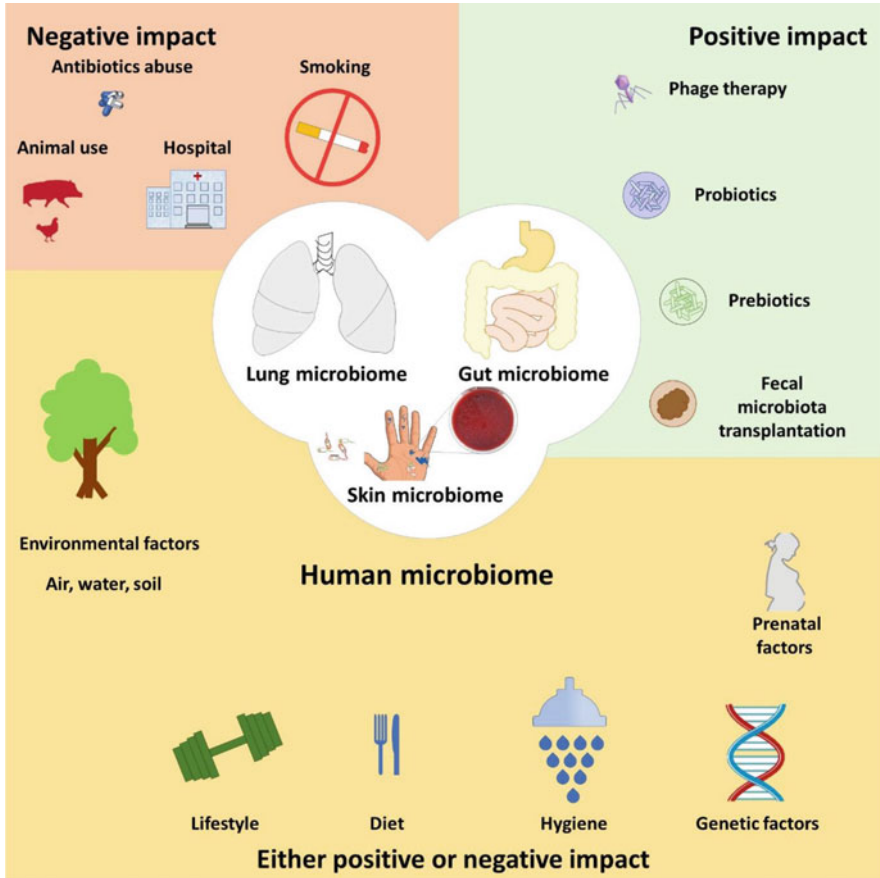 Negative impact
Antibiotics abuse
Smoking
Animal use
Hospital
Positive impact
Phage therapy
Probiotics
Prebiotics
Fecal
microbiota
transplantation
Lung microbiome
Gut microbiome
Skin microbiome
Human microbiome
Environmental factors
Air, water, soil
Prenatal
factors
Lifestyle
Diet
Hygiene
Genetic factors
Either positive or negative impact